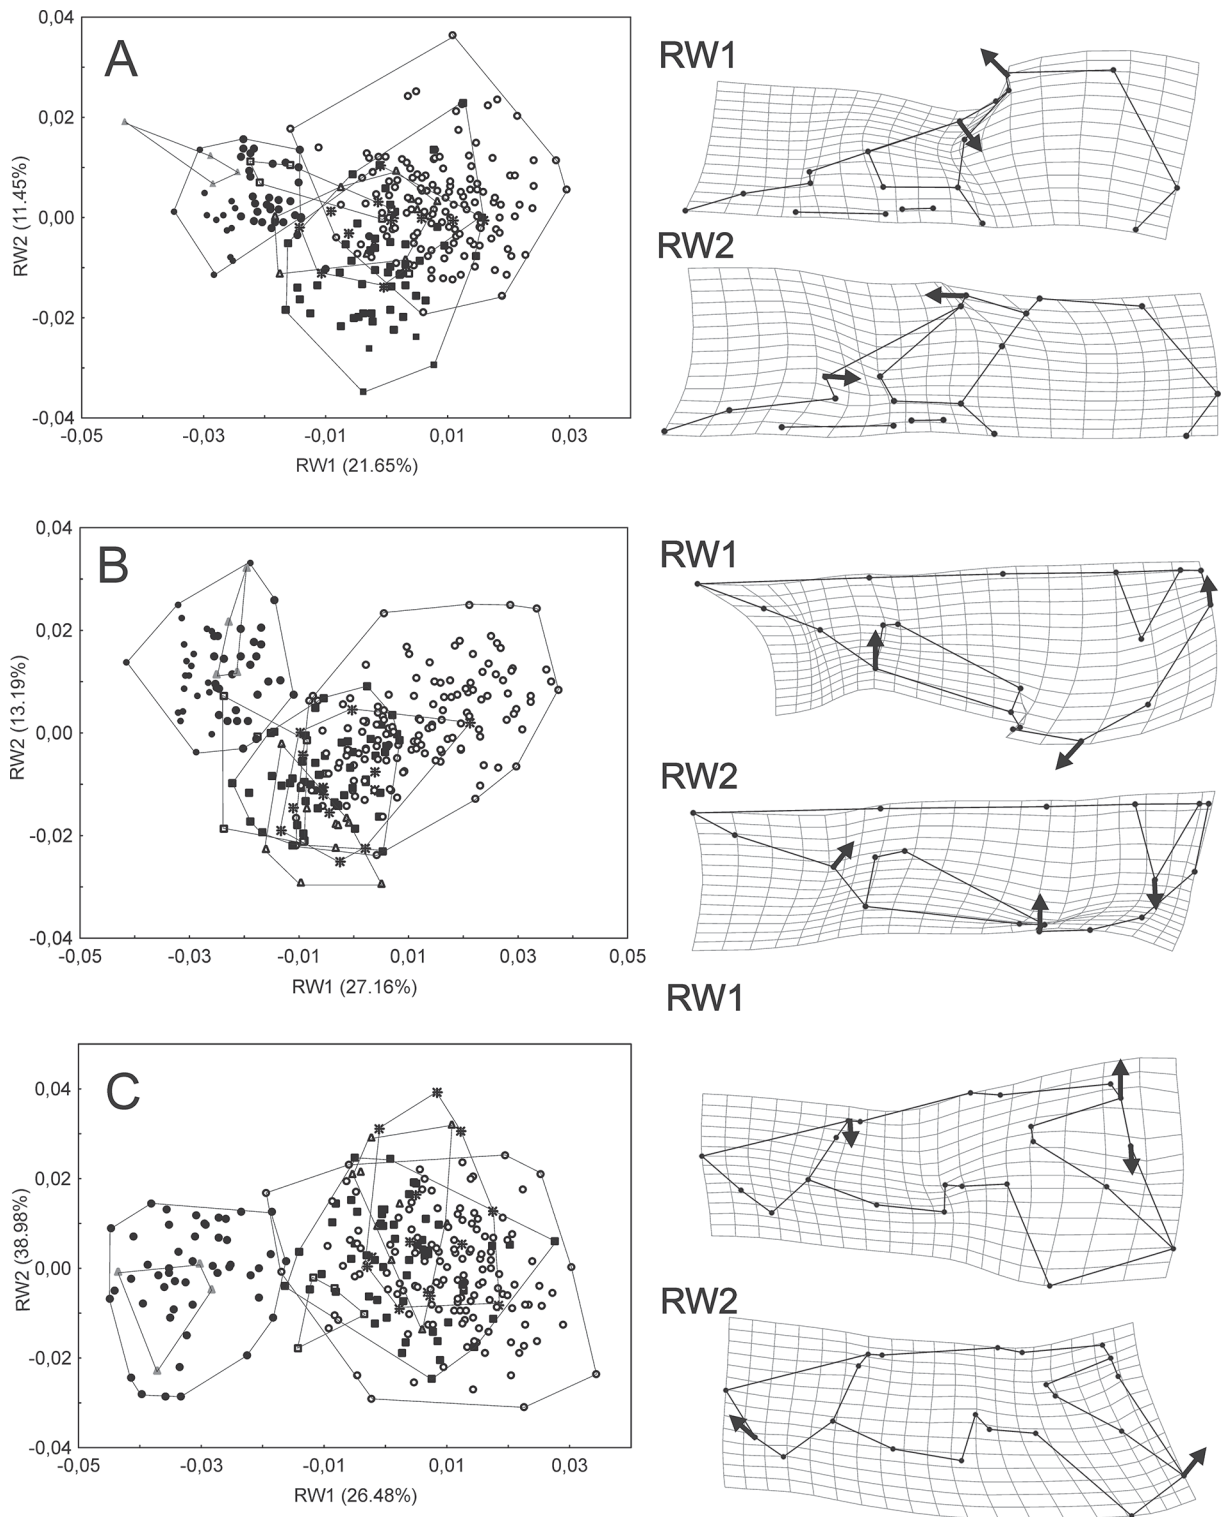 A
0,04
0,02
0,00
-0,02
-0,04
RW2 (11.45%)
-0,05 -0,03 -0,01 0,01 0,03
RW1 (21.65%)
RW1
RW2
B
0,04
0,02
0,00
-0,02
-0,04
RW2 (13.19%)
-0,05 -0,03 -0,01 0,01 0,03 0,05
RW1 (27.16%)
RW1
RW2
C
0,04
0,02
0,00
-0,02
-0,04
RW2 (38.98%)
-0,05 -0,03 -0,01 0,01 0,03
RW1 (26.48%)
RW1
RW2